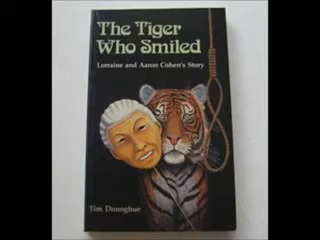 The Tiger
Who Smiled
Lorraine and Aaron Cohen's Story
Tim Donoghue